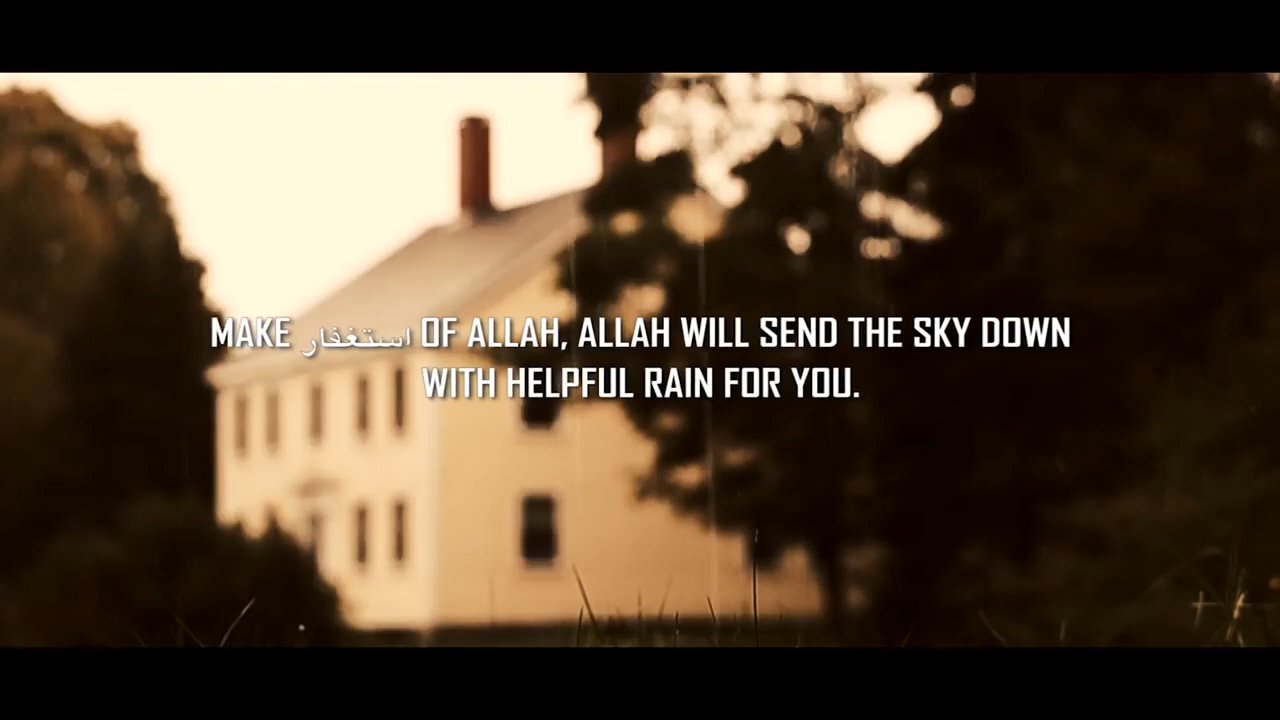 MAKE استغفار OF ALLAH, ALLAH WILL SEND THE SKY DOWN
WITH HELPFUL RAIN FOR YOU.